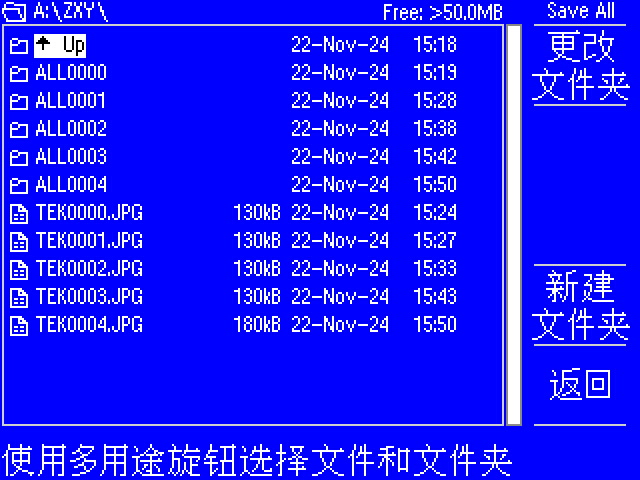 A:\ZXY\ Free: >50.0MB Save All
↑ Up 22-Nov-24 15:18
ALL0000 22-Nov-24 15:19
ALL0001 22-Nov-24 15:28
ALL0002 22-Nov-24 15:38
ALL0003 22-Nov-24 15:42
ALL0004 22-Nov-24 15:50
TEK0000.JPG 130kB 22-Nov-24 15:24
TEK0001.JPG 130kB 22-Nov-24 15:27
TEK0002.JPG 130kB 22-Nov-24 15:33
TEK0003.JPG 130kB 22-Nov-24 15:43
TEK0004.JPG 180kB 22-Nov-24 15:50
更改
文件夹
新建
文件夹
返回
使用多用途旋钮选择文件和文件夹